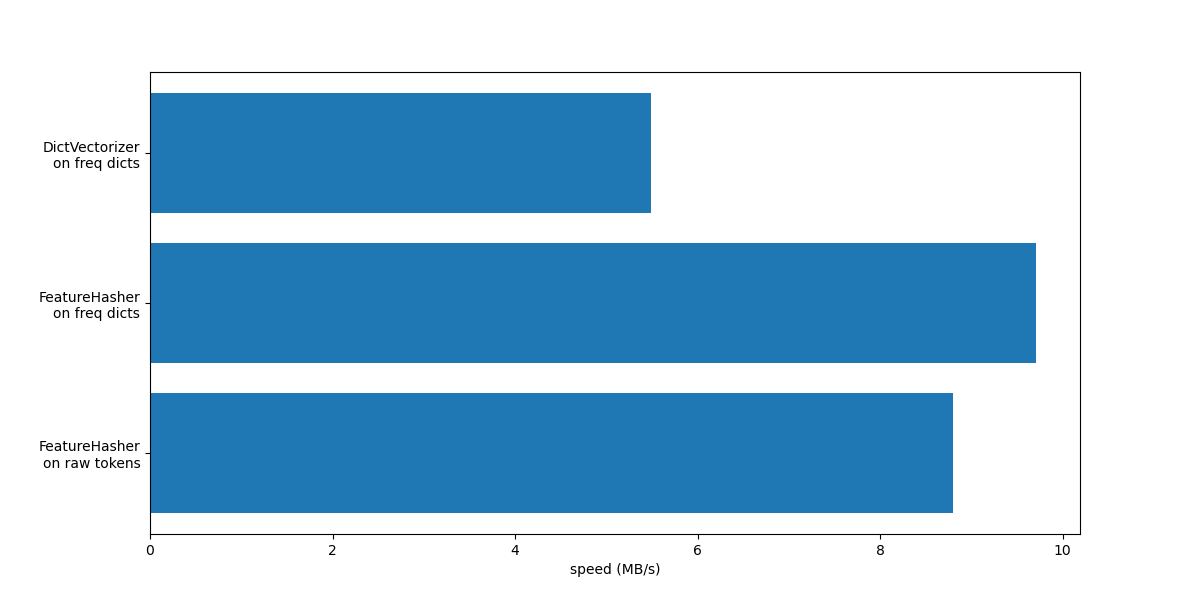 DictVectorizer
on freq dicts
FeatureHasher
on freq dicts
FeatureHasher
on raw tokens
0 2 4 6 8 10
speed (MB/s)